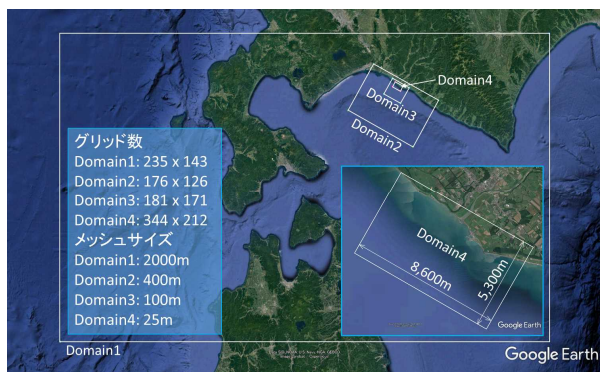 Domain4
Domain3
Domain2
グリッド数
Domain1: 235 x 143
Domain2: 176 x 126
Domain3: 181 x 171
Domain4: 344 x 212
メッシュサイズ
Domain1: 2000m
Domain2: 400m
Domain3: 100m
Domain4: 25m
Domain4
8,600m
5,300m
Google Earth
Domain1
Google Earth